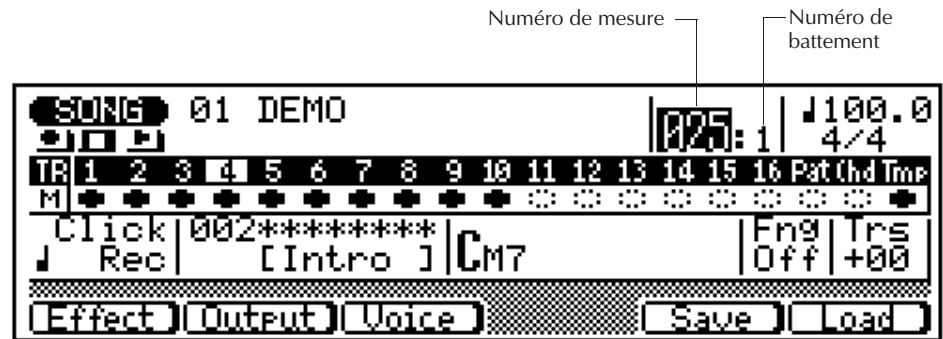 Numéro de mesure
Numéro de battement
SONG 01 DEMO 025: 1 ♩100.0
4/4
TR 1 2 3 4 5 6 7 8 9 10 11 12 13 14 15 16 Pat Chd Tmp
M
Click 002******** CM7 Fng Trs
♩ Rec [Intro ] Off +00
Effect Output Voice Save Load